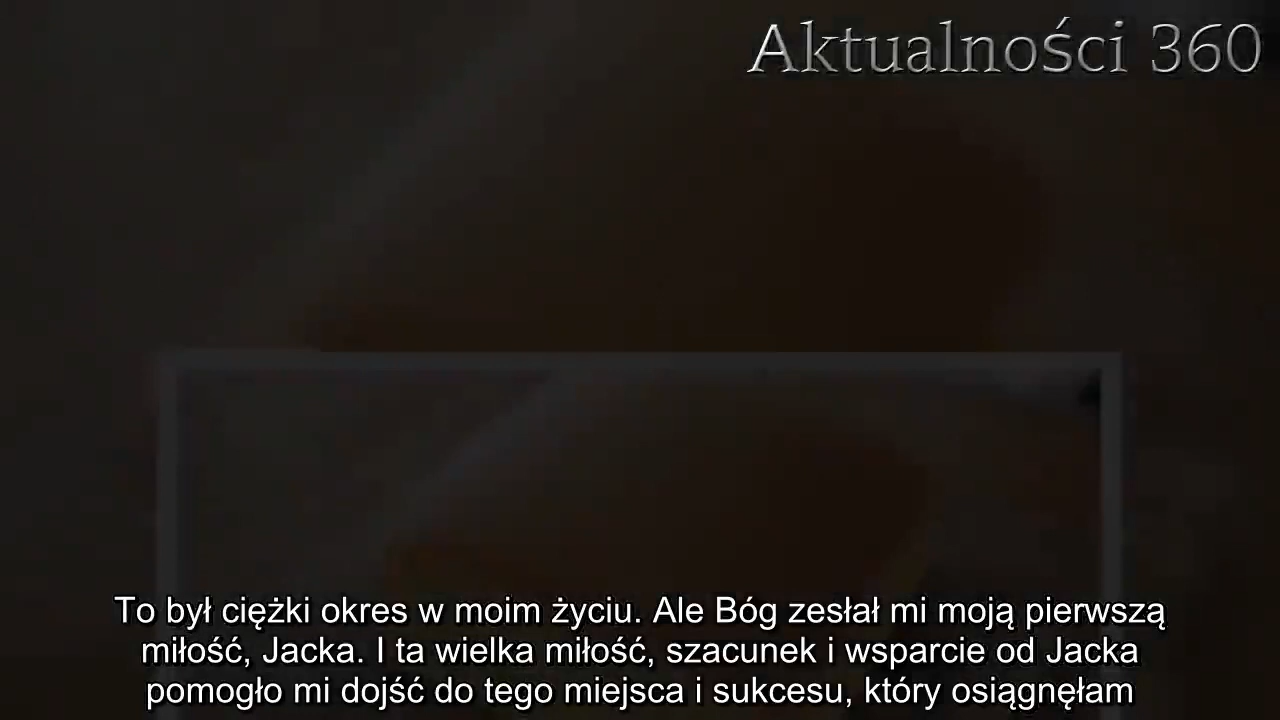 Aktualności 360
To był ciężki okres w moim życiu. Ale Bóg zesłał mi moją pierwszą
miłość, Jacka. I ta wielka miłość, szacunek i wsparcie od Jacka
pomogło mi dojść do tego miejsca i sukcesu, który osiągnęłam